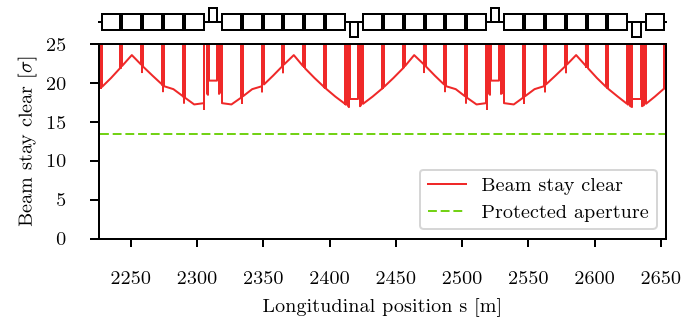 25
20
15
10
5
0
Beam stay clear [σ]
Beam stay clear
Protected aperture
2250 2300 2350 2400 2450 2500 2550 2600 2650
Longitudinal position s [m]